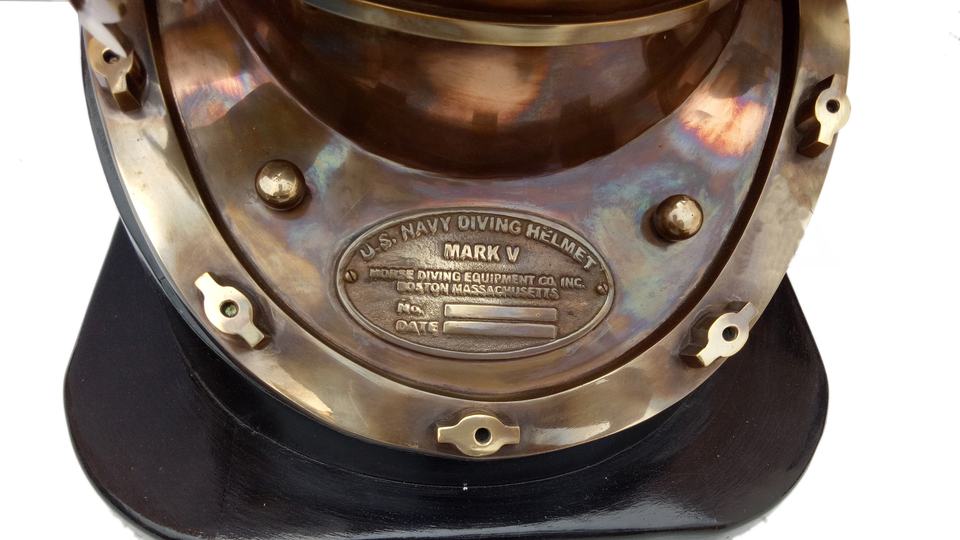 U.S. NAVY DIVING HELMET
MARK V
MORSE DIVING EQUIPMENT CO. INC.
BOSTON MASSACHUSETTS
No.
DATE